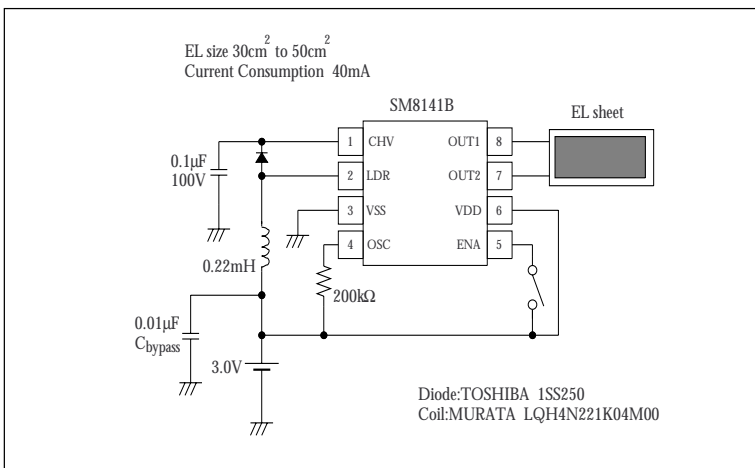 EL size 30cm² to 50cm²
Current Consumption 40mA
SM8141B
EL sheet
1 CHV OUT1 8
0.1µF
100V
2 LDR OUT2 7
3 VSS VDD 6
4 OSC ENA 5
0.22mH
200kΩ
0.01µF
Cbypass
3.0V
Diode:TOSHIBA 1SS250
Coil:MURATA LQH4N221K04M00